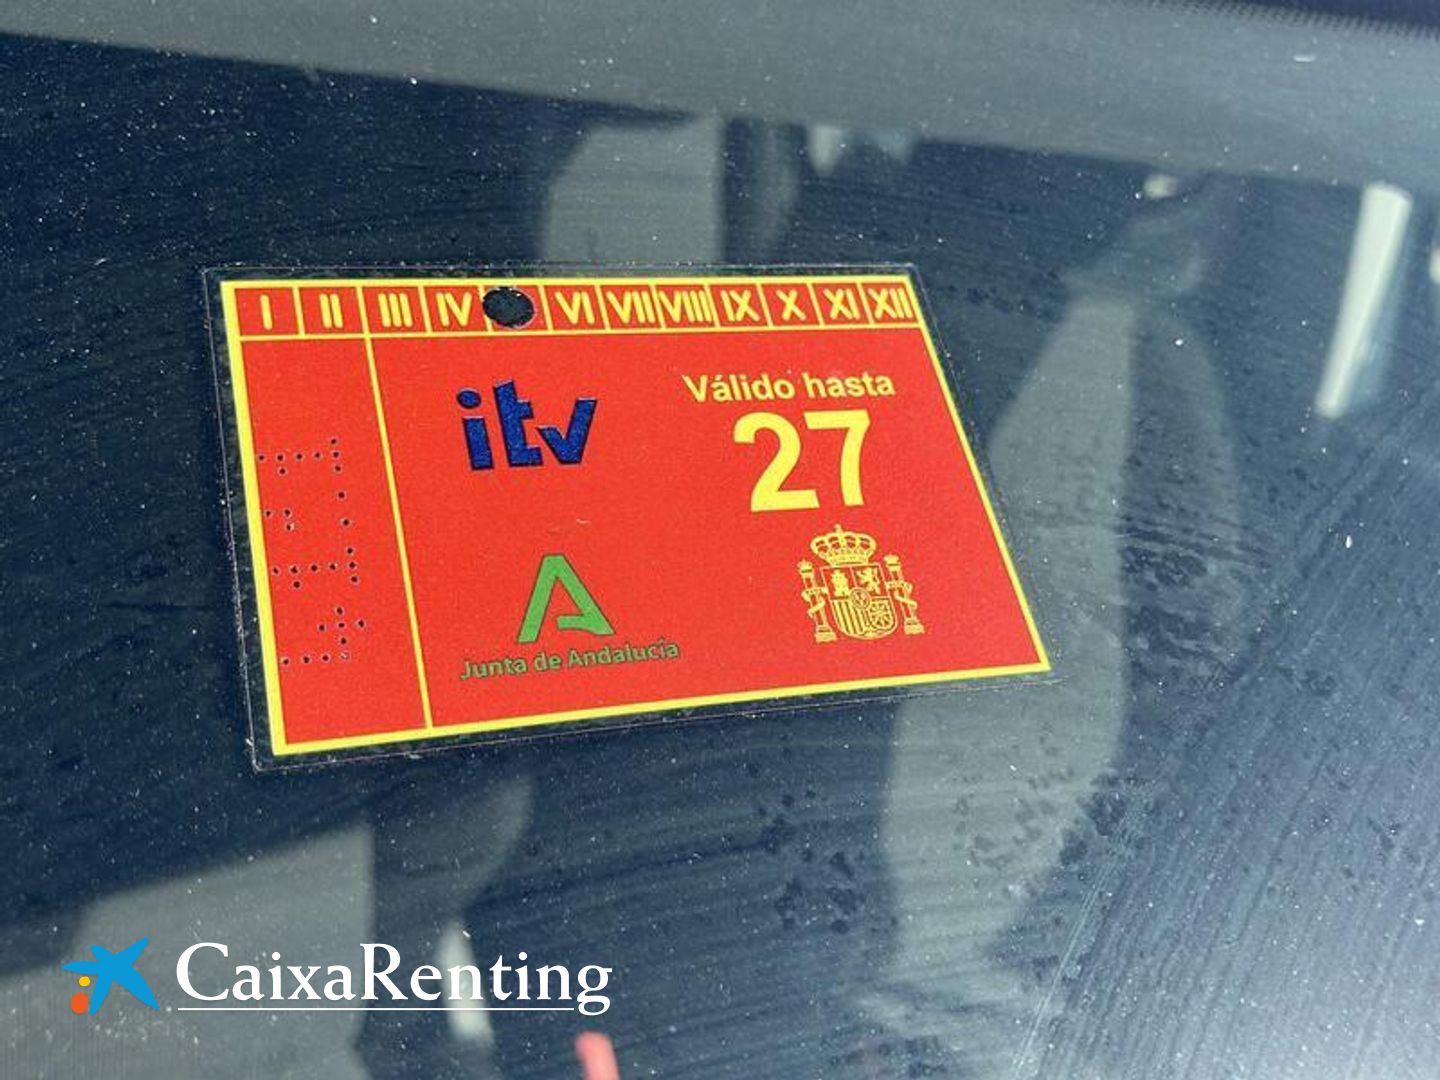 I II III IV VI VII VIII IX X XI XII
itv
Válido hasta
27
Junta de Andalucía
CaixaRenting